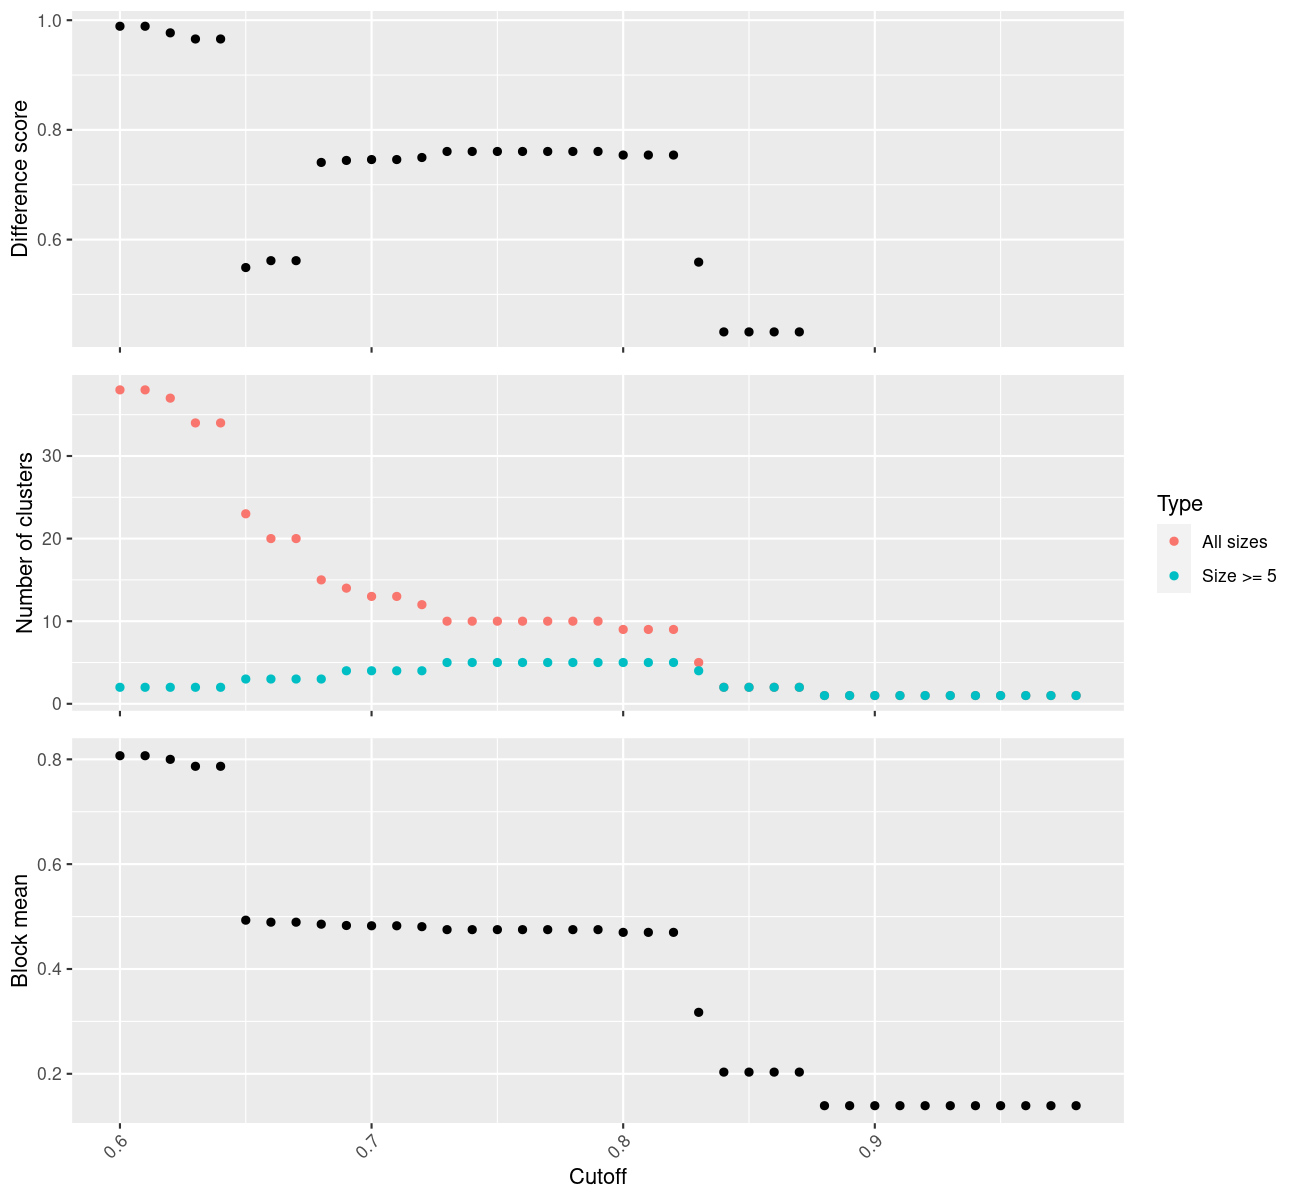 Difference score
1.0
0.8
0.6
Number of clusters
30
20
10
0
Type
All sizes
Size >= 5
Block mean
0.8
0.6
0.4
0.2
0.6
0.7
0.8
0.9
Cutoff